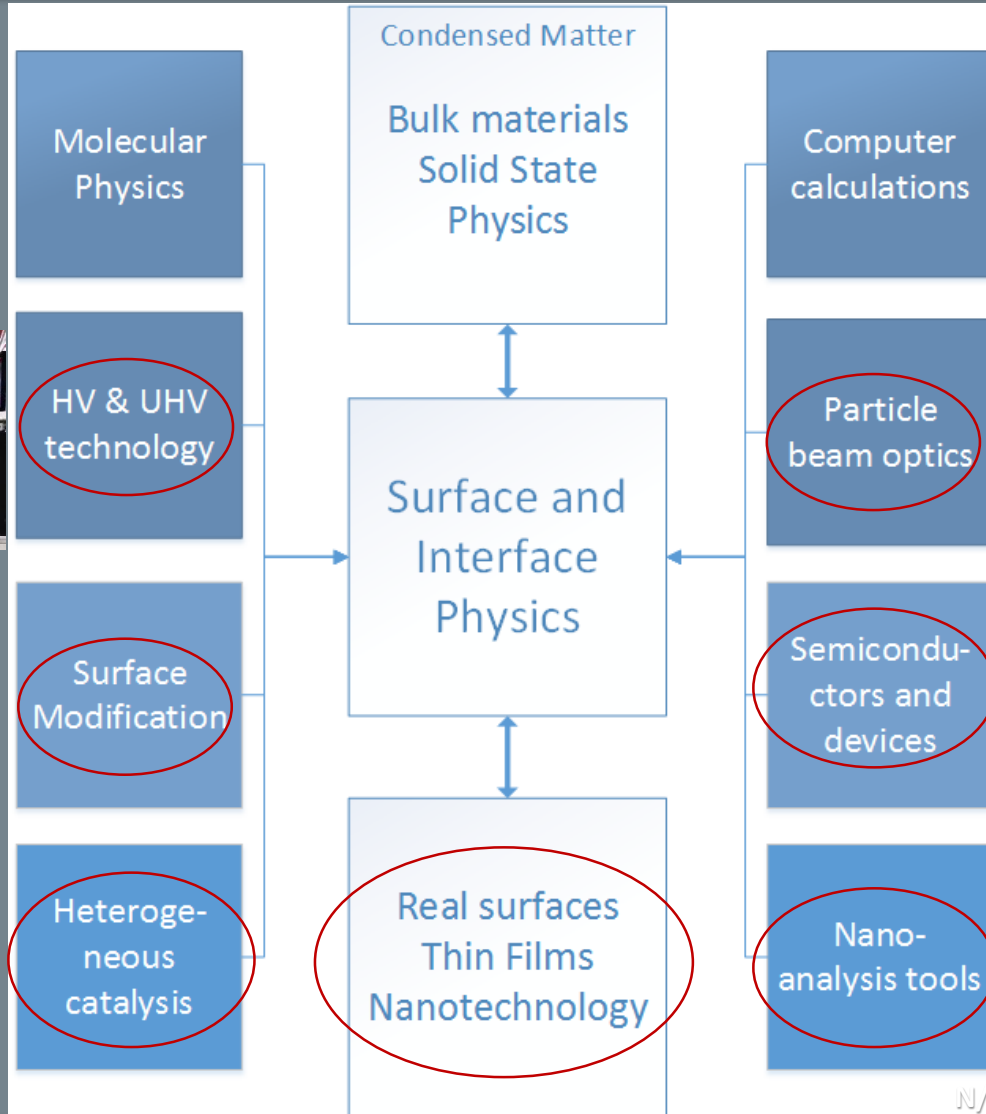 Condensed Matter
Bulk materials
Solid State
Physics
Molecular
Physics
Computer
calculations
HV & UHV
technology
Particle
beam optics
Surface and
Interface
Physics
Surface
Modification
Semicondu-
ctors and
devices
Heteroge-
neous
catalysis
Real surfaces
Thin Films
Nanotechnology
Nano-
analysis tools
N/